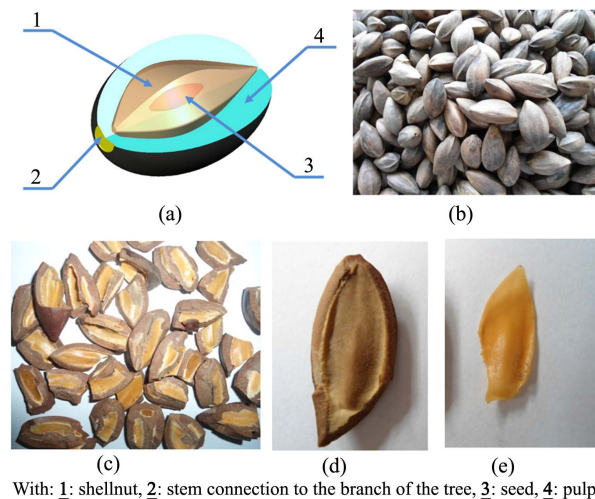 1
4
2
3
(a)
(b)
(c)
(d)
(e)
With: 1: shellnut, 2: stem connection to the branch of the tree, 3: seed, 4: pulp